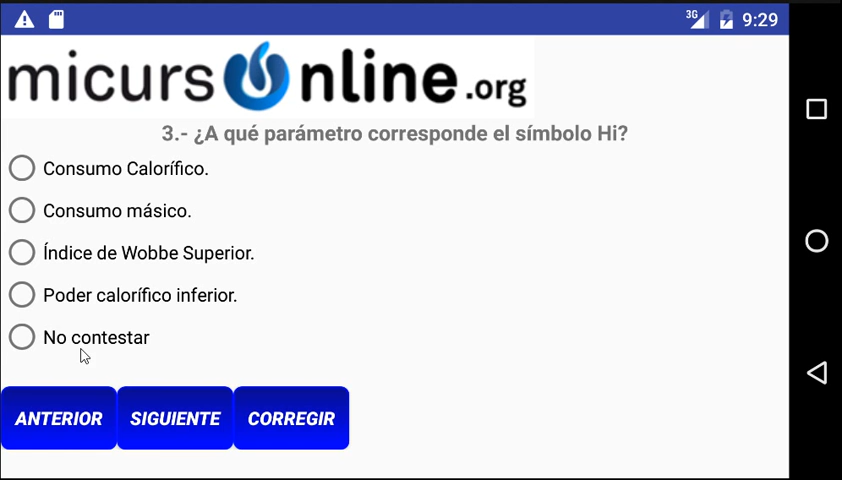 3G 9:29
micursOnline.org
3.- ¿A qué parámetro corresponde el símbolo Hi?
Consumo Calorífico.
Consumo másico.
Índice de Wobbe Superior.
Poder calorífico inferior.
No contestar
ANTERIOR SIGUIENTE CORREGIR